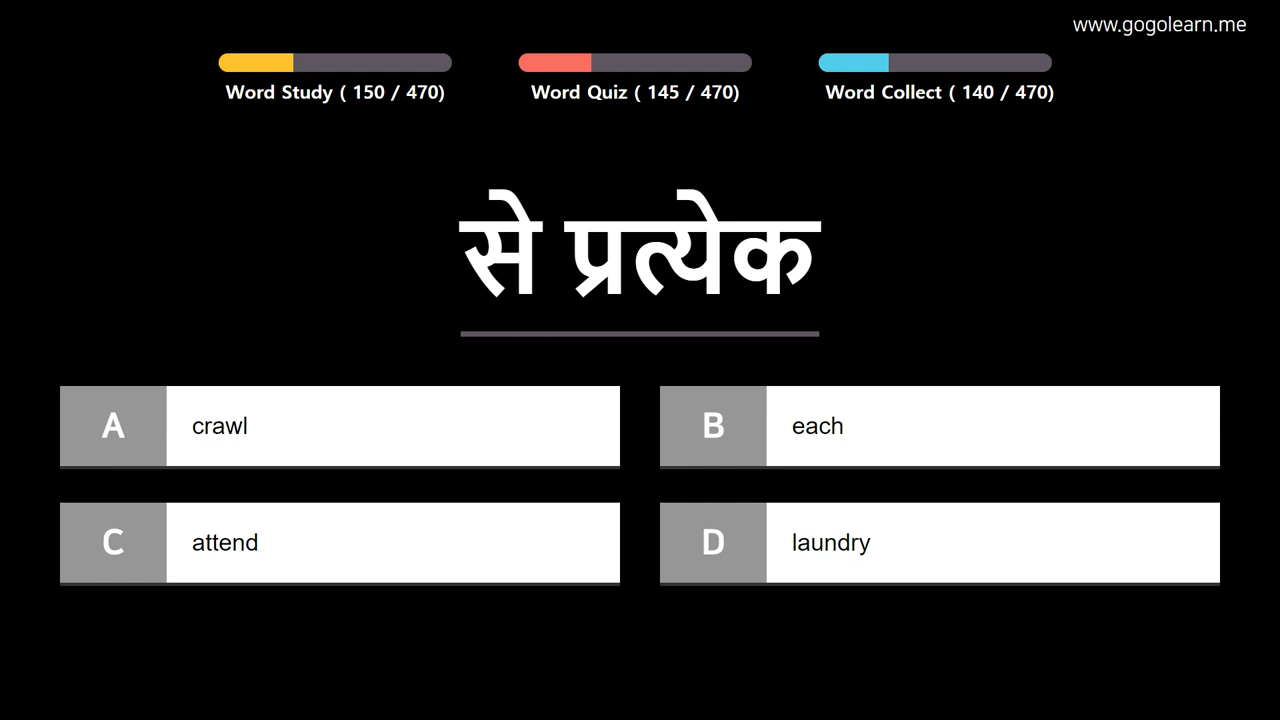 www.gogolearn.me
Word Study ( 150 / 470)
Word Quiz ( 145 / 470)
Word Collect ( 140 / 470)
से प्रत्येक
A crawl
B each
C attend
D laundry